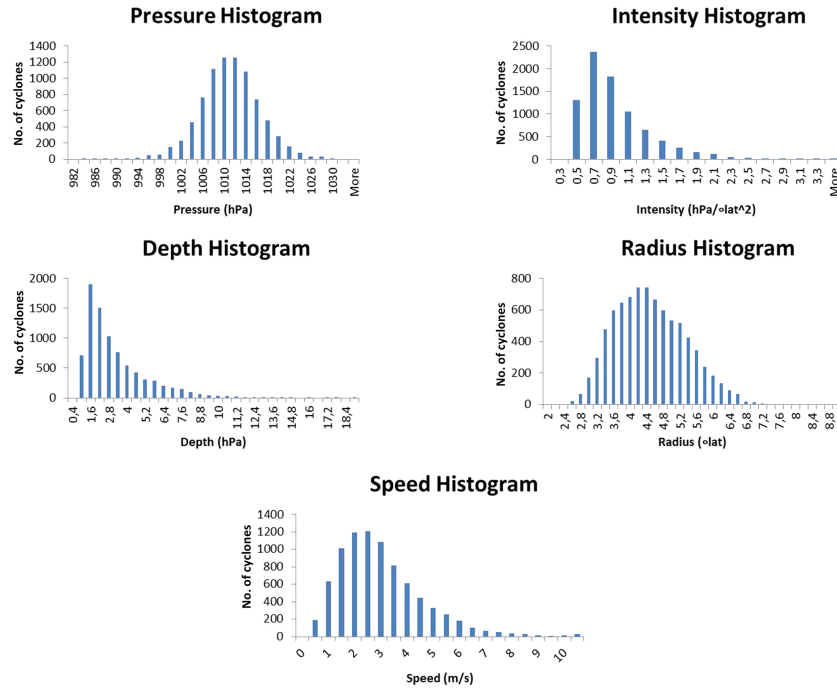 Pressure Histogram
No. of cyclones
1400
1200
1000
800
600
400
200
0
982 986 990 994 998 1002 1006 1010 1014 1018 1022 1026 1030 More
Pressure (hPa)
Intensity Histogram
No. of cyclones
2500
2000
1500
1000
500
0
0,3 0,5 0,7 0,9 1,1 1,3 1,5 1,7 1,9 2,1 2,3 2,5 2,7 2,9 3,1 3,3 More
Intensity (hPa/∘lat^2)
Depth Histogram
No. of cyclones
2000
1500
1000
500
0
0,4 1,6 2,8 4 5,2 6,4 7,6 8,8 10 11,2 12,4 13,6 14,8 16 17,2 18,4
Depth (hPa)
Radius Histogram
No. of cyclones
800
600
400
200
0
2 2,4 2,8 3,2 3,6 4 4,4 4,8 5,2 5,6 6 6,4 6,8 7,2 7,6 8 8,4 8,8
Radius (∘lat)
Speed Histogram
No. of cyclones
1400
1200
1000
800
600
400
200
0
0 1 2 3 4 5 6 7 8 9 10
Speed (m/s)